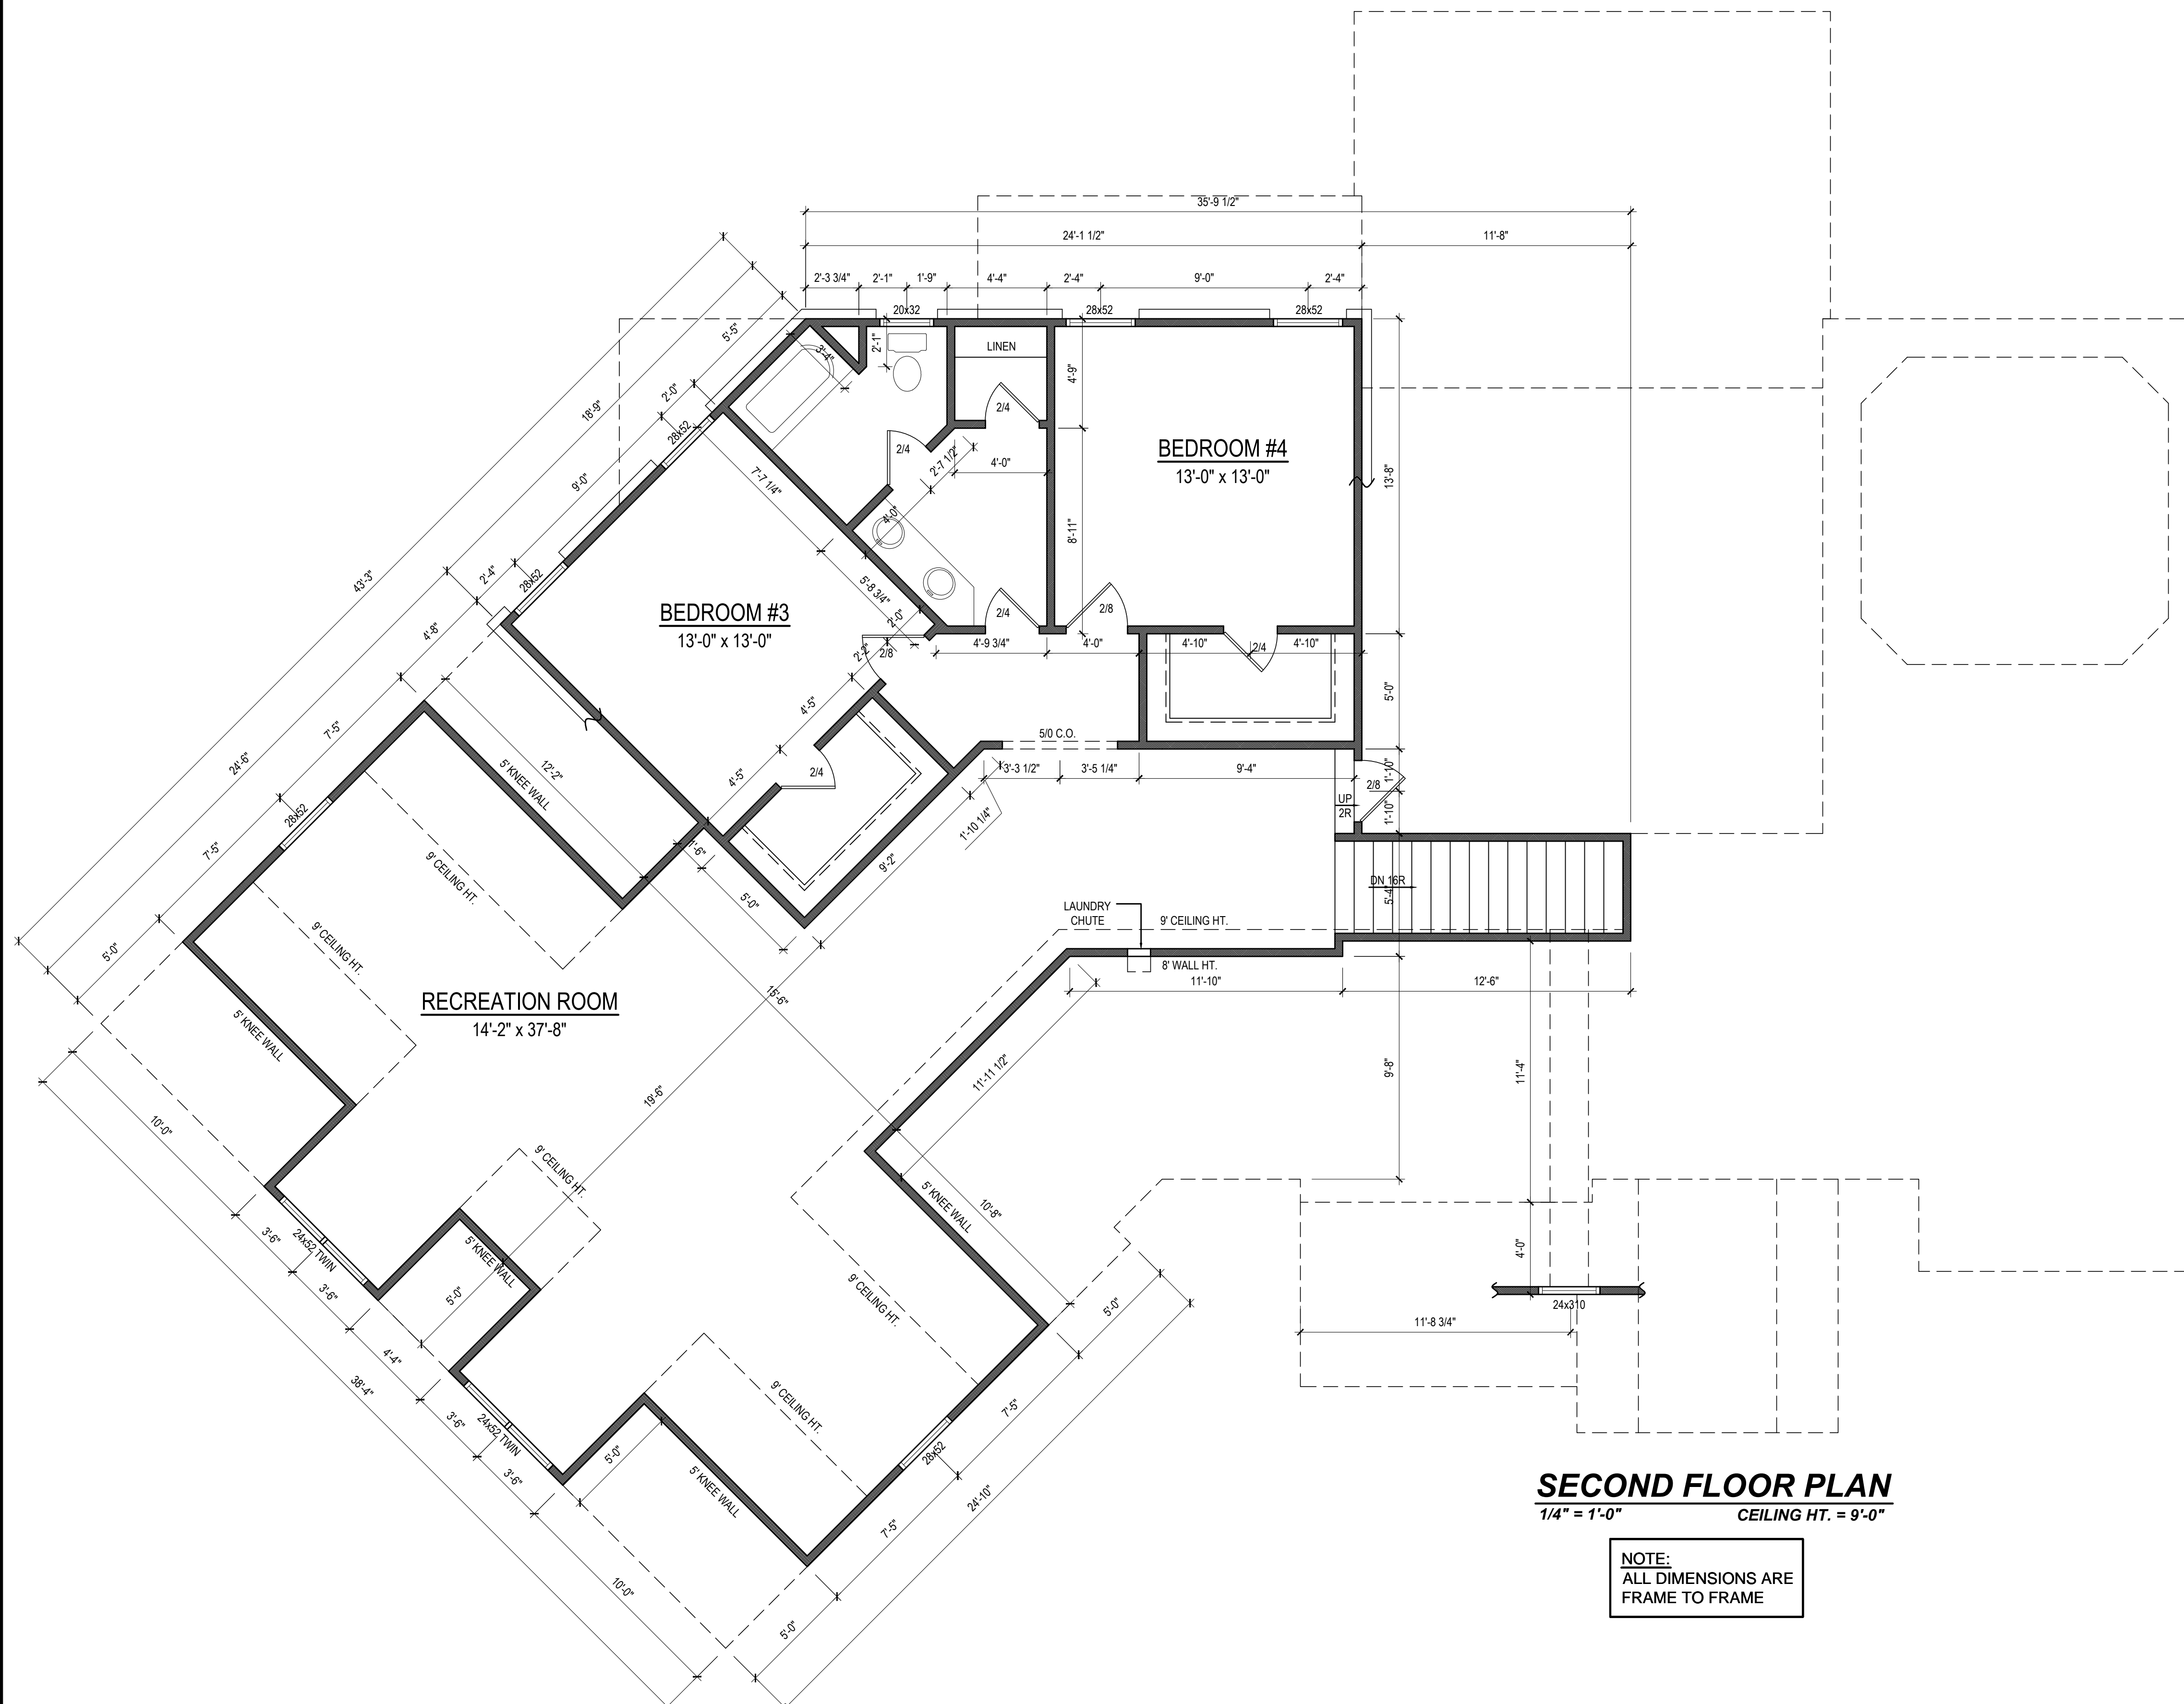 35'-9 1/2"
24'-1 1/2"
11'-8"
2'-3 3/4"
2'-1"
1'-9"
4'-4"
2'-4"
9'-0"
2'-4"
20x32
28x52
28x52
5'-5"
2'-0"
18'-9"
43'-3"
9'-0"
28x52
2'-4"
28x52
4'-8"
3'-4"
2'-1"
LINEN
4'-9"
2/4
2/4
2'-7 1/2"
4'-0"
4'-0"
7'-7 1/4"
5'-8 3/4"
2'-0"
8'-11"
BEDROOM #4
13'-0" x 13'-0"
13'-8"
BEDROOM #3
13'-0" x 13'-0"
2/4
2/8
2/8
2'-2"
4'-9 3/4"
4'-0"
4'-10"
2/4
4'-10"
5'-0"
4'-5"
4'-5"
2/4
5/0 C.O.
3'-3 1/2"
3'-5 1/4"
9'-4"
1'-10 1/4"
1'-10"
2/8
1'-10"
UP
2R
DN 16R
5'-4"
7'-5"
24'-6"
28x52
7'-5"
5'-0"
5' KNEE WALL
12'-2"
9' CEILING HT.
9' CEILING HT.
1'-6"
5'-0"
9'-2"
LAUNDRY
CHUTE
9' CEILING HT.
8' WALL HT.
11'-10"
12'-6"
RECREATION ROOM
14'-2" x 37'-8"
5' KNEE WALL
15'-6"
19'-6"
11'-11 1/2"
9'-8"
11'-4"
4'-0"
24x310
11'-8 3/4"
10'-0"
3'-6"
24x52 TWIN
3'-6"
9' CEILING HT.
5' KNEE WALL
5'-0"
4'-4"
38'-4"
3'-6"
24x52 TWIN
3'-6"
5'-0"
10'-0"
5' KNEE WALL
10'-8"
9' CEILING HT.
9' CEILING HT.
5' KNEE WALL
28x52
5'-0"
7'-5"
24'-10"
7'-5"
5'-0"
SECOND FLOOR PLAN
1/4" = 1'-0"
CEILING HT. = 9'-0"
NOTE:
ALL DIMENSIONS ARE
FRAME TO FRAME